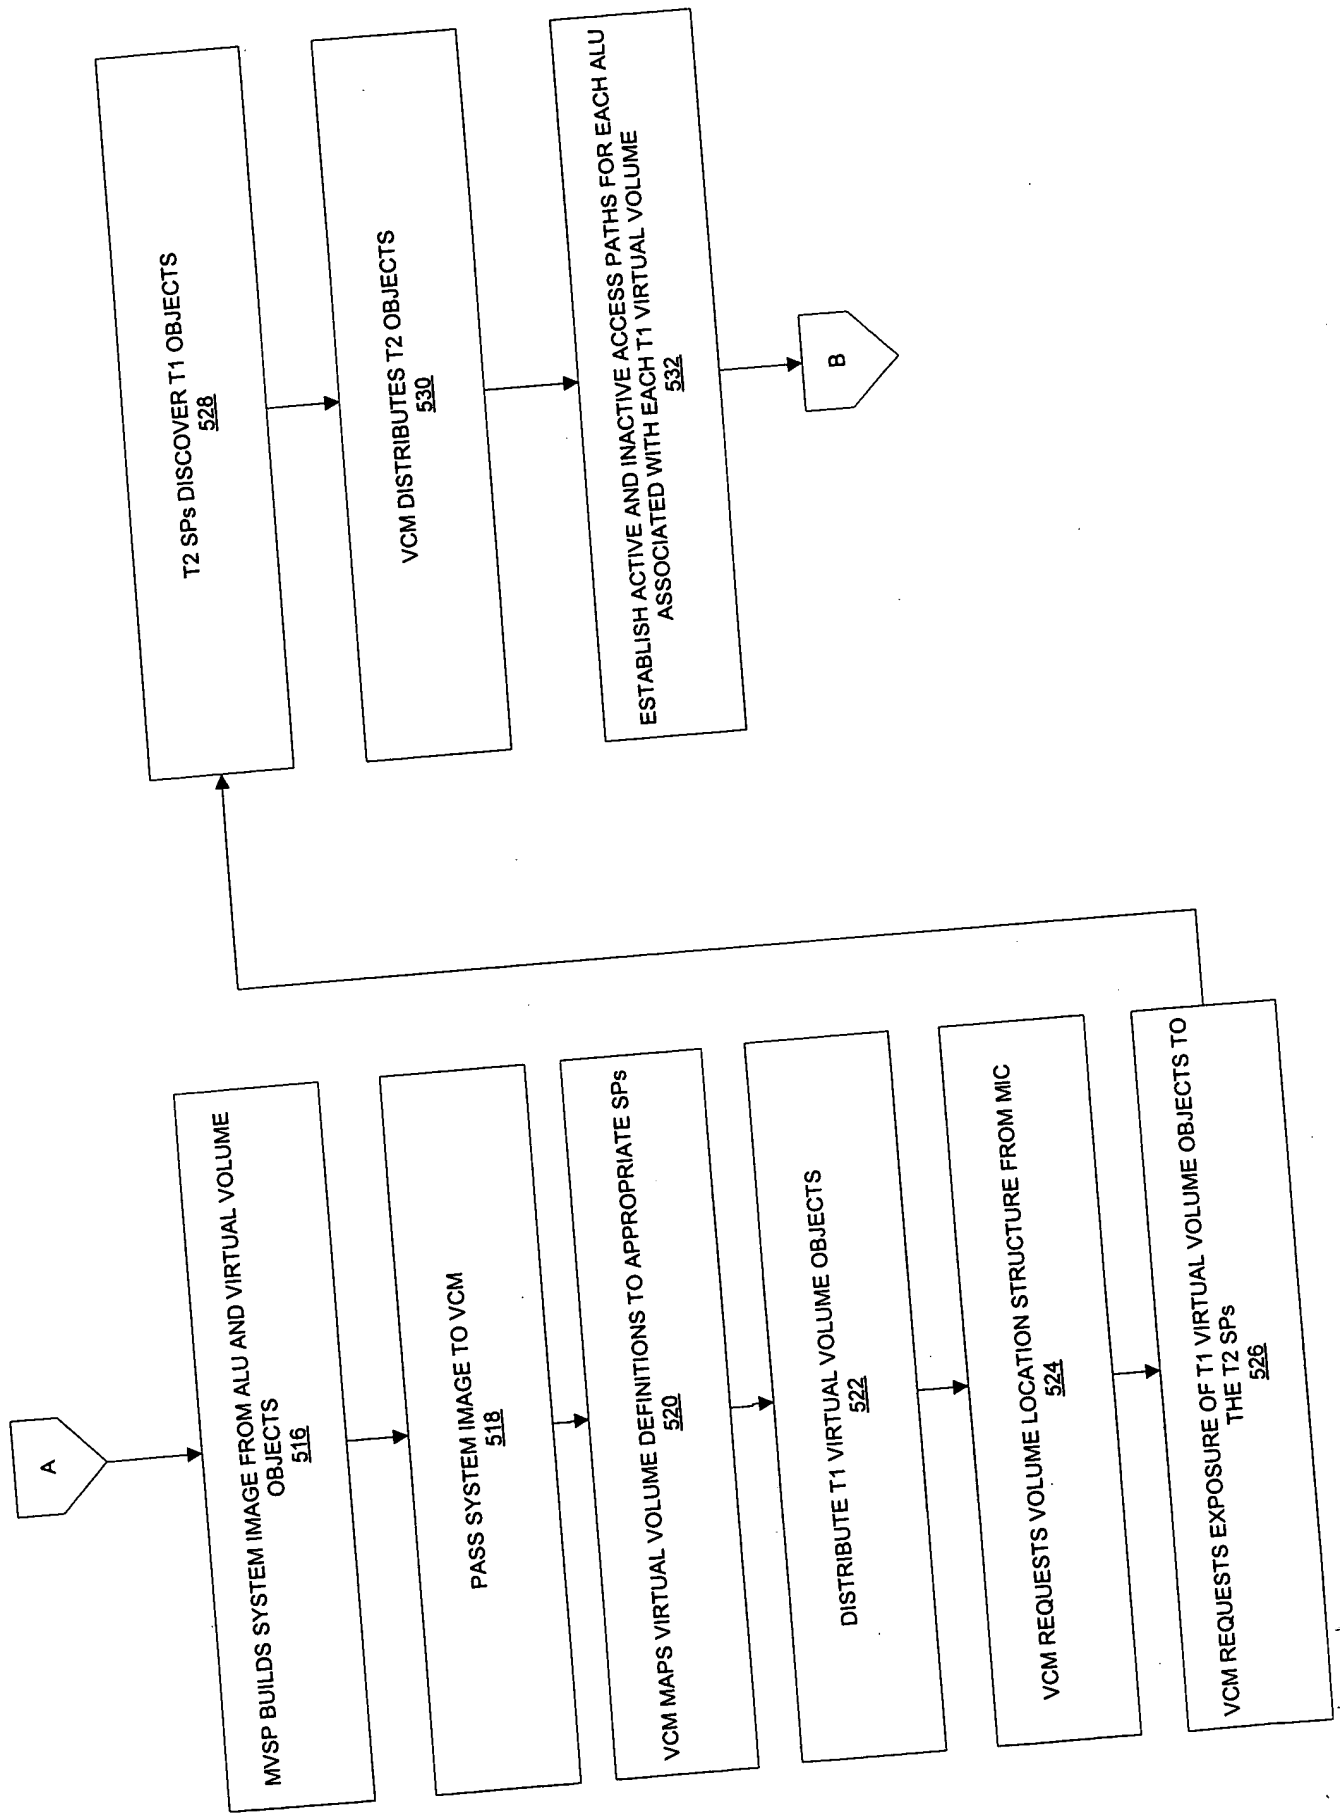 A
MVSP BUILDS SYSTEM IMAGE FROM ALU AND VIRTUAL VOLUME
OBJECTS
516
PASS SYSTEM IMAGE TO VCM
518
VCM MAPS VIRTUAL VOLUME DEFINITIONS TO APPROPRIATE SPs
520
DISTRIBUTE T1 VIRTUAL VOLUME OBJECTS
522
VCM REQUESTS VOLUME LOCATION STRUCTURE FROM MIC
524
VCM REQUESTS EXPOSURE OF T1 VIRTUAL VOLUME OBJECTS TO
THE T2 SPs
526
T2 SPs DISCOVER T1 OBJECTS
528
VCM DISTRIBUTES T2 OBJECTS
530
ESTABLISH ACTIVE AND INACTIVE ACCESS PATHS FOR EACH ALU
ASSOCIATED WITH EACH T1 VIRTUAL VOLUME
532
B